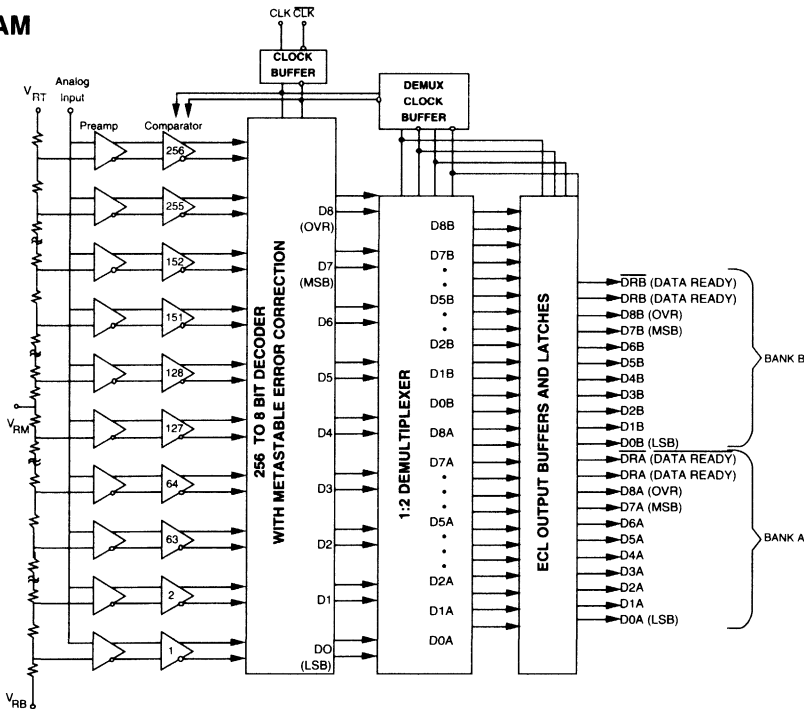 AM
CLK CLK
CLOCK
BUFFER
DEMUX
CLOCK
BUFFER
VRT
Analog
Input
Preamp
Comparator
256
255
152
151
128
127
64
63
2
1
VRM
VRB
256 TO 8 BIT DECODER
WITH METASTABLE ERROR CORRECTION
D8
(OVR)
D7
(MSB)
D6
D5
D4
D3
D2
D1
DO
(LSB)
1:2 DEMULTIPLEXER
D8B
D7B
D5B
D2B
D1B
D0B
D8A
D7A
D5A
D2A
D1A
D0A
ECL OUTPUT BUFFERS AND LATCHES
DRB (DATA READY)
DRB (DATA READY)
D8B (OVR)
D7B (MSB)
D6B
D5B
D4B
D3B
D2B
D1B
D0B (LSB)
BANK B
DRA (DATA READY)
DRA (DATA READY)
D8A (OVR)
D7A (MSB)
D6A
D5A
D4A
D3A
D2A
D1A
D0A (LSB)
BANK A